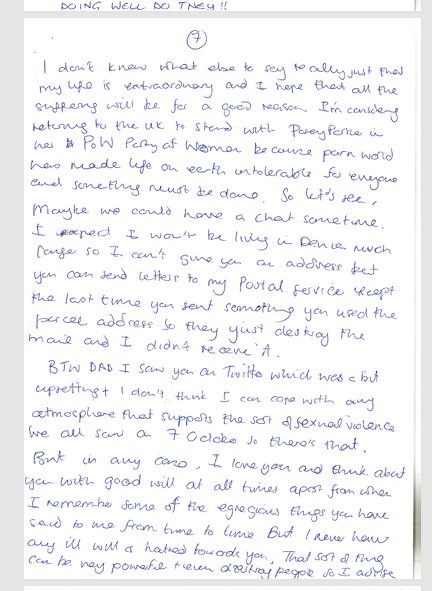 DOING WELL DO THEY!!
7
I don't know what else to say really, just that
my life is extraordinary and I hope that all the
suffering will be for a good reason. I'm considering
returning to the UK to stand with in
her PoW Party of Women because porn world
has made life on earth intolerable for everyone
and something must be done. So let's see,
Maybe we could have a chat sometime.
I expect I won't be living in much
longer so I can't give you an address but
you can send letters to my Postal service except
the last time you sent something you used the
parcel address so they just destroy the
mail and I didn't receive it.
BTW DAD I saw you on Twitter which was a bit
upsetting + I don't think I can cope with any
atmosphere that supports the sort of sexual violence
we all saw on 7 October so there's that.
But in any case, I love you and think about
you with good will at all times apart from when
I remember some of the egregious things you have
said to me from time to time But I never have
any ill will or hatred towards you, That sort of thing
can be very powerful + even destroy people so I advise